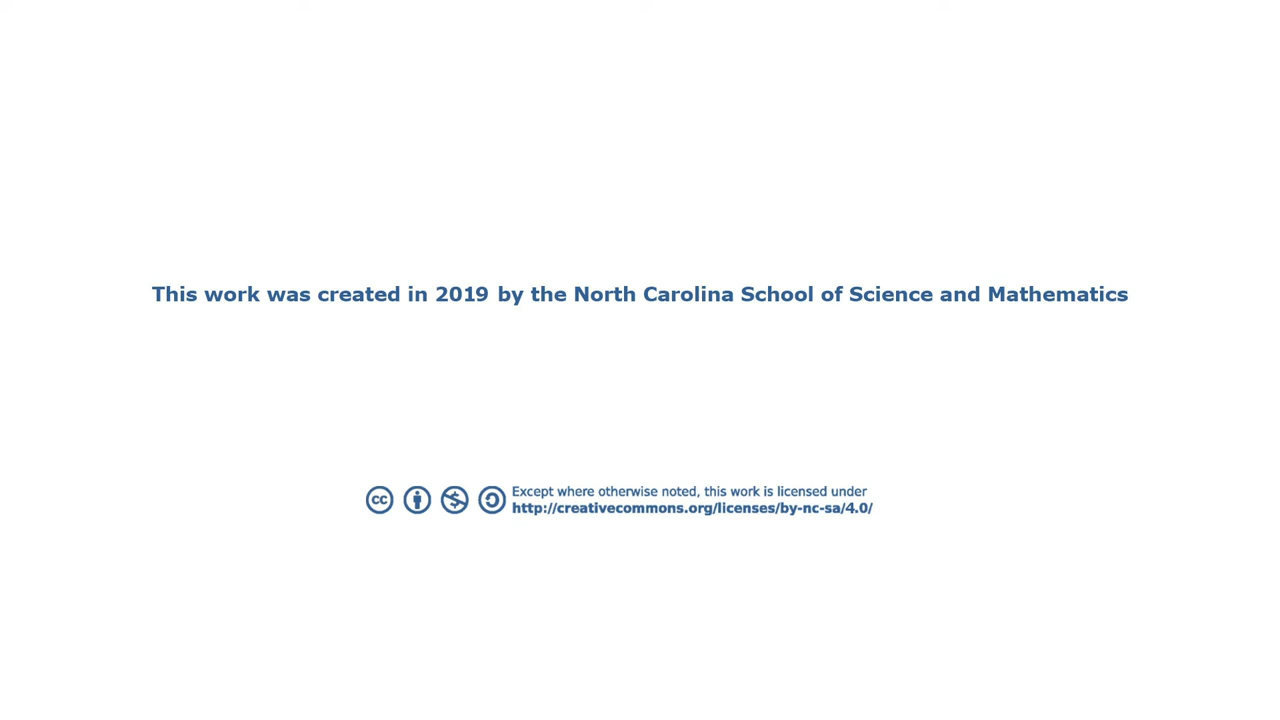 This work was created in 2019 by the North Carolina School of Science and Mathematics
cc
Except where otherwise noted, this work is licensed under
http://creativecommons.org/licenses/by-nc-sa/4.0/